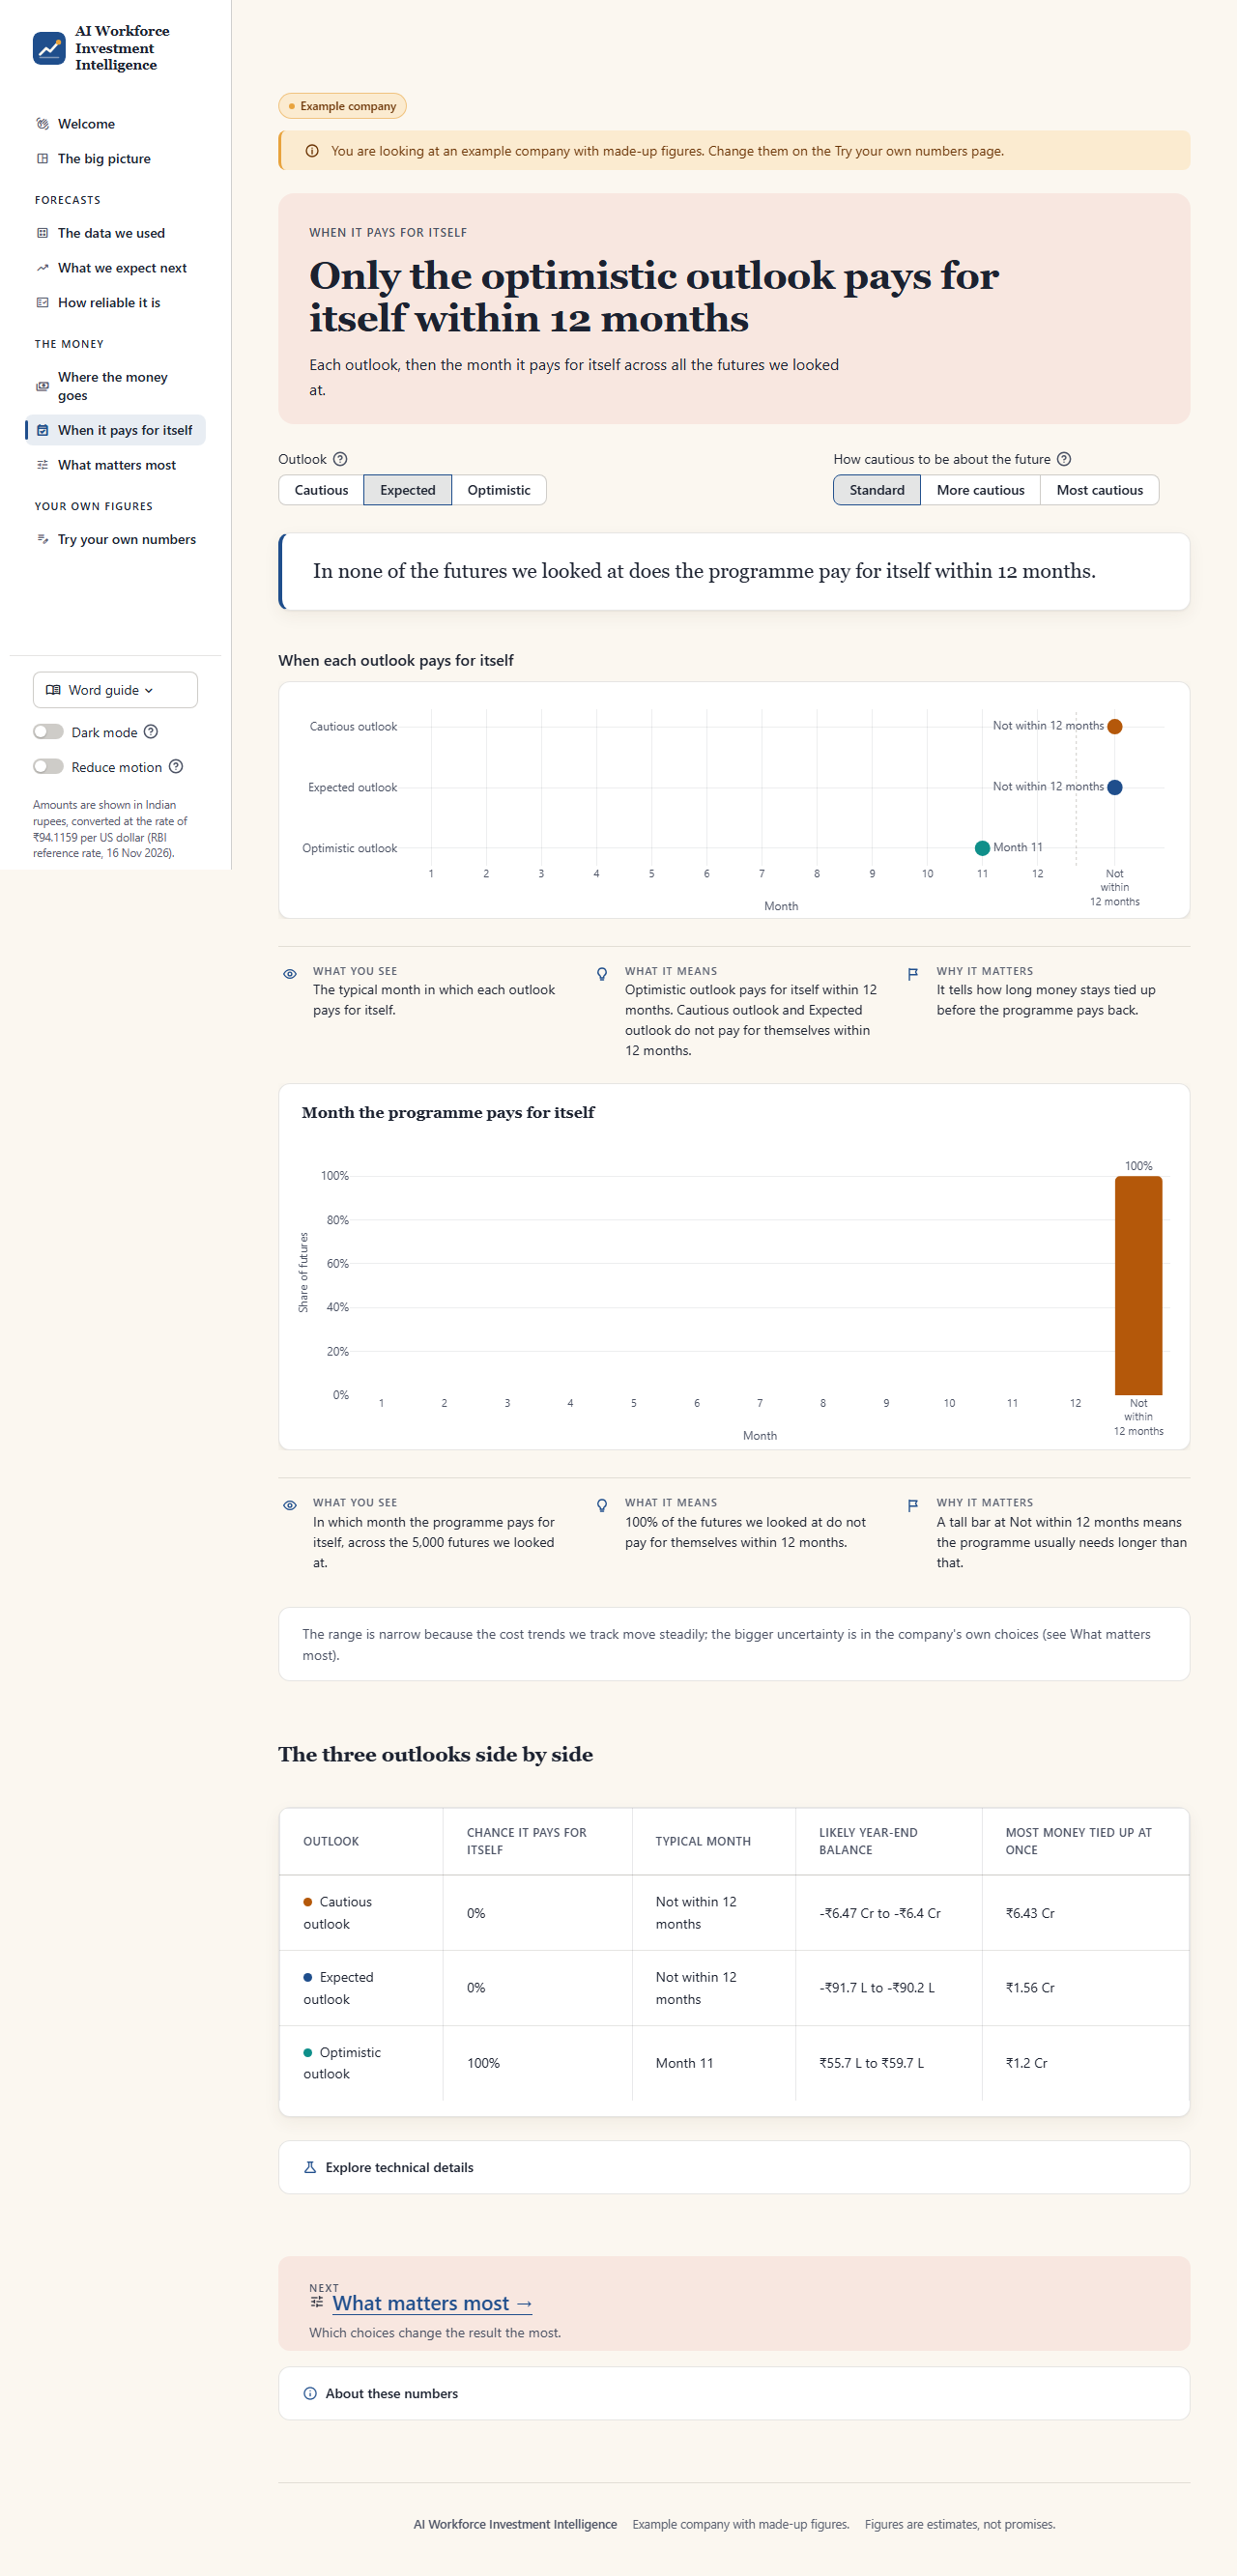 AI Workforce
Investment
Intelligence
Welcome
The big picture
FORECASTS
The data we used
What we expect next
How reliable it is
THE MONEY
Where the money
goes
When it pays for itself
What matters most
YOUR OWN FIGURES
Try your own numbers
Word guide
Dark mode
Reduce motion
Amounts are shown in Indian
rupees, converted at the rate of
₹94.1159 per US dollar (RBI
reference rate, 16 Nov 2026).
Example company
You are looking at an example company with made-up figures. Change them on the Try your own numbers page.
WHEN IT PAYS FOR ITSELF
Only the optimistic outlook pays for
itself within 12 months
Each outlook, then the month it pays for itself across all the futures we looked
at.
Outlook
Cautious Expected Optimistic
How cautious to be about the future
Standard More cautious Most cautious
In none of the futures we looked at does the programme pay for itself within 12 months.
When each outlook pays for itself
Cautious outlook Not within 12 months
Expected outlook Not within 12 months
Optimistic outlook Month 11
1 2 3 4 5 6 7 8 9 10 11 12 Not
within
12 months
Month
WHAT YOU SEE
The typical month in which each outlook
pays for itself.
WHAT IT MEANS
Optimistic outlook pays for itself within 12
months. Cautious outlook and Expected
outlook do not pay for themselves within
12 months.
WHY IT MATTERS
It tells how long money stays tied up
before the programme pays back.
Month the programme pays for itself
100%
Share of futures
100%
80%
60%
40%
20%
0%
1 2 3 4 5 6 7 8 9 10 11 12 Not
within
12 months
Month
WHAT YOU SEE
In which month the programme pays for
itself, across the 5,000 futures we looked
at.
WHAT IT MEANS
100% of the futures we looked at do not
pay for themselves within 12 months.
WHY IT MATTERS
A tall bar at Not within 12 months means
the programme usually needs longer than
that.
The range is narrow because the cost trends we track move steadily; the bigger uncertainty is in the company's own choices (see What matters
most).
The three outlooks side by side
OUTLOOK
CHANCE IT PAYS FOR
ITSELF
TYPICAL MONTH
LIKELY YEAR-END
BALANCE
MOST MONEY TIED UP AT
ONCE
Cautious
outlook
0%
Not within 12
months
-₹6.47 Cr to -₹6.4 Cr
₹6.43 Cr
Expected
outlook
0%
Not within 12
months
-₹91.7 L to -₹90.2 L
₹1.56 Cr
Optimistic
outlook
100%
Month 11
₹55.7 L to ₹59.7 L
₹1.2 Cr
Explore technical details
NEXT
What matters most →
Which choices change the result the most.
About these numbers
AI Workforce Investment Intelligence Example company with made-up figures. Figures are estimates, not promises.